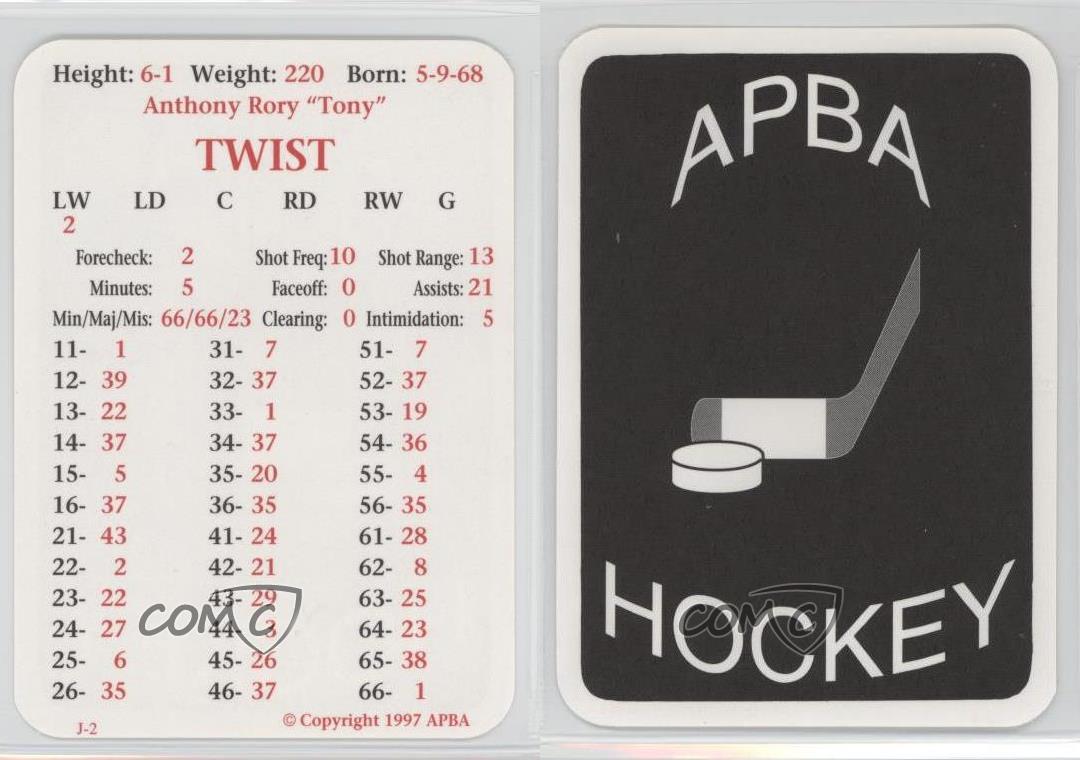 Height: 6-1 Weight: 220 Born: 5-9-68
Anthony Rory "Tony"
TWIST
LW LD C RD RW G
2
Forecheck: 2 Shot Freq: 10 Shot Range: 13
Minutes: 5 Faceoff: 0 Assists: 21
Min/Maj/Mis: 66/66/23 Clearing: 0 Intimidation: 5
11- 1 31- 7 51- 7
12- 39 32- 37 52- 37
13- 22 33- 1 53- 19
14- 37 34- 37 54- 36
15- 5 35- 20 55- 4
16- 37 36- 35 56- 35
21- 43 41- 24 61- 28
22- 2 42- 21 62- 8
23- 22 43- 29 63- 25
24- 27 44- 3 64- 23
25- 6 45- 26 65- 38
26- 35 46- 37 66- 1
J-2 © Copyright 1997 APBA
COMC
APBA
HOCKEY
COMC